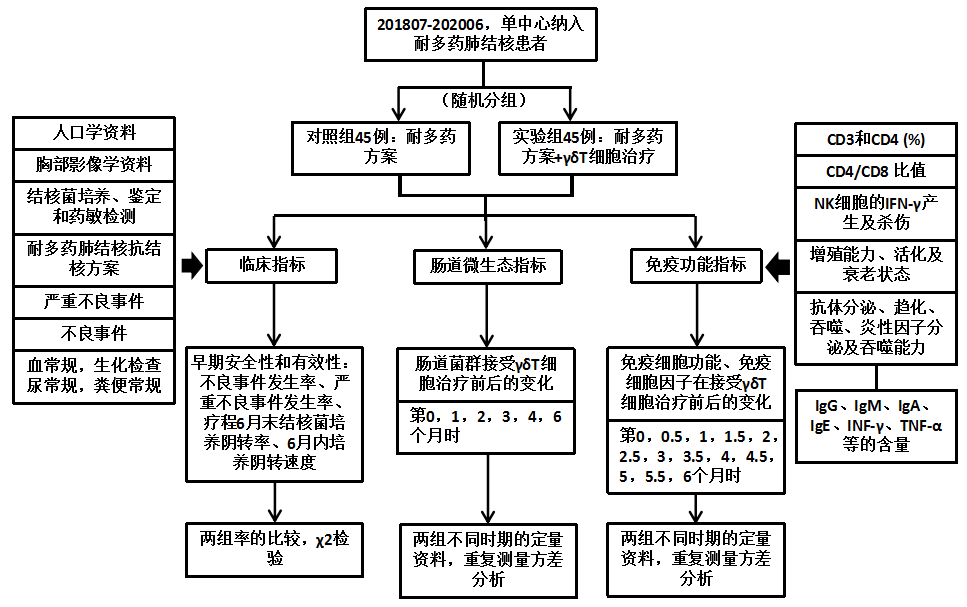 201807-202006，单中心纳入
耐多药肺结核患者
（随机分组）
对照组45例：耐多药
方案
实验组45例：耐多药
方案+γδT细胞治疗
人口学资料
胸部影像学资料
结核菌培养、鉴定
和药敏检测
耐多药肺结核抗结
核方案
严重不良事件
不良事件
血常规，生化检查
尿常规，粪便常规
临床指标
肠道微生态指标
免疫功能指标
CD3和CD4 (%)
CD4/CD8 比值
NK细胞的IFN-γ产
生及杀伤
增殖能力、活化及
衰老状态
抗体分泌、趋化、
吞噬、炎性因子分
泌及吞噬能力
IgG、IgM、IgA、
IgE、INF-γ、TNF-α
等的含量
早期安全性和有效性：
不良事件发生率、严
重不良事件发生率、
疗程6月末结核菌培
养阴转率、6月内培
养阴转速度
肠道菌群接受γδT细
胞治疗前后的变化
第0，1，2，3，4，6
个月时
免疫细胞功能、免疫
细胞因子在接受γδT
细胞治疗前后的变化
第0，0.5，1，1.5，2，
2.5，3，3.5，4，4.5，
5，5.5，6个月时
两组率的比较，χ2检
验
两组不同时期的定量
资料，重复测量方差
分析
两组不同时期的定量
资料，重复测量方差
分析